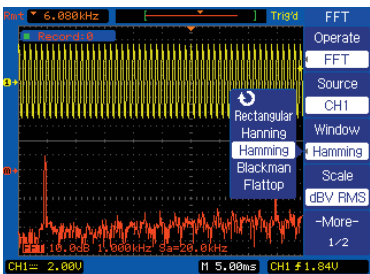 Rmt 6.080kHz [ ] Trig'd FFT
Record:0
Operate
FFT
Source
CH1
Window
Hamming
Scale
dBV RMS
-More-
1/2
Rectangular
Hanning
Hamming
Blackman
Flattop
1
m
FFT 10.0dB 1.000kHz Sa=20.0kHz
CH1 2.00V M 5.00ms CH1 1.84V